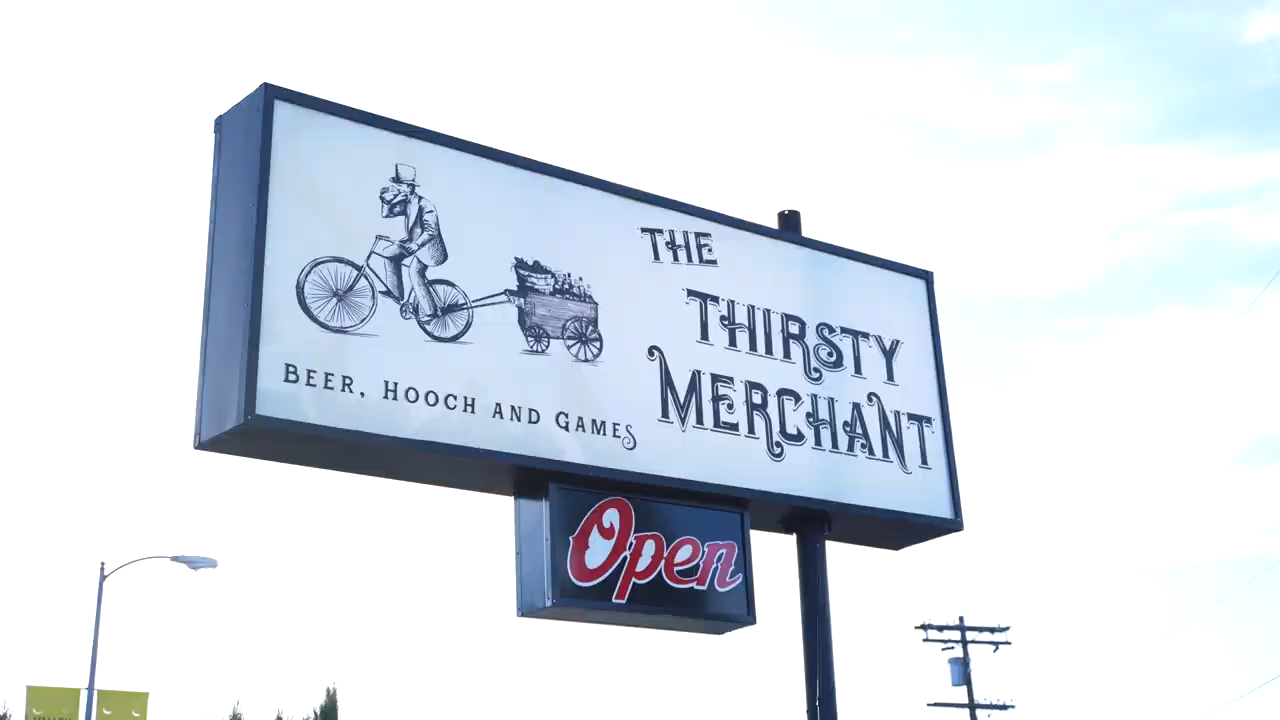 THE
THIRSTY
MERCHANT
BEER, HOOCH AND GAMES
Open